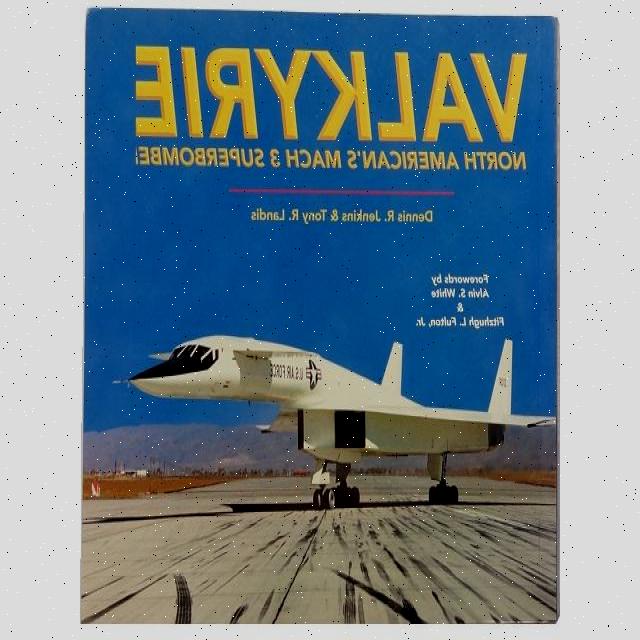 VALKYRIE
NORTH AMERICAN'S MACH 3 SUPERBOMBER
Dennis R. Jenkins & Tony R. Landis
Forewords by
Alvin S. White
&
Fitzhugh L. Fulton, Jr.
U.S. AIR FORCE